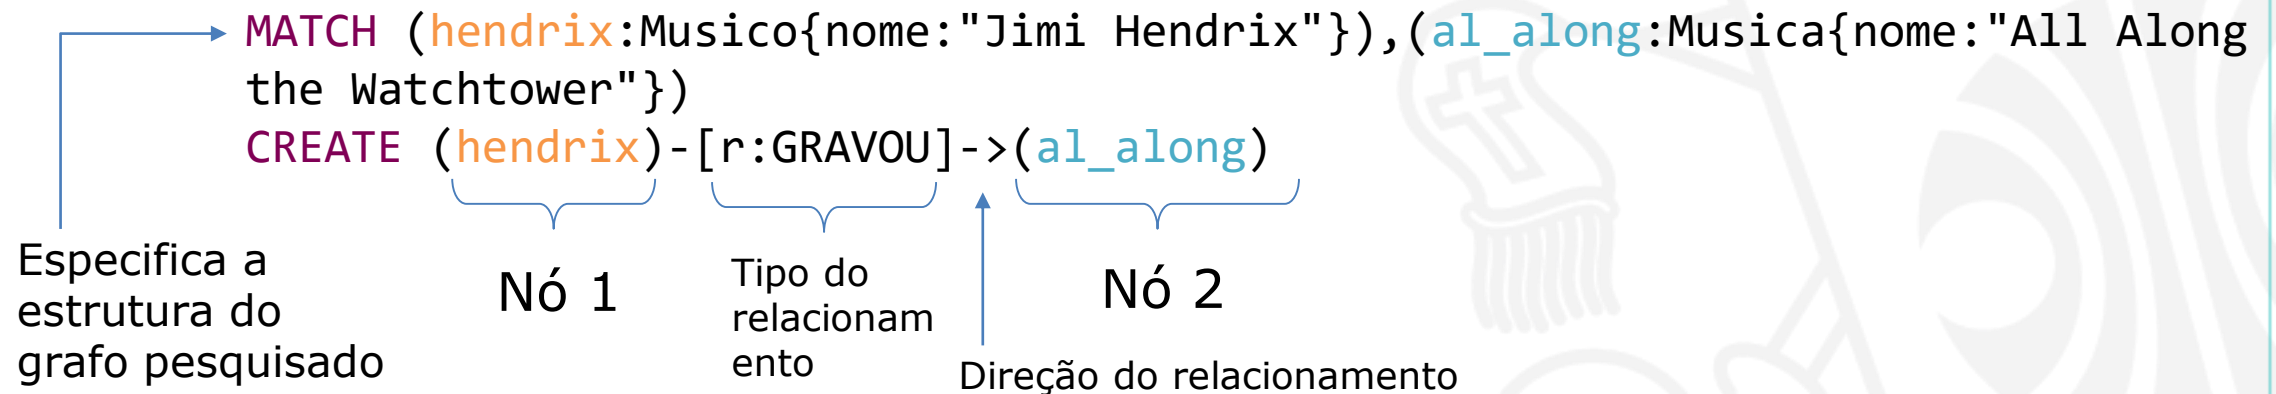 MATCH (hendrix:Musico{nome:"Jimi Hendrix"}),(al_along:Musica{nome:"All Along
the Watchtower"})
CREATE (hendrix)-[r:GRAVOU]->(al_along)
Especifica a
estrutura do
grafo pesquisado
Nó 1
Tipo do
relacionam
ento
Nó 2
Direção do relacionamento